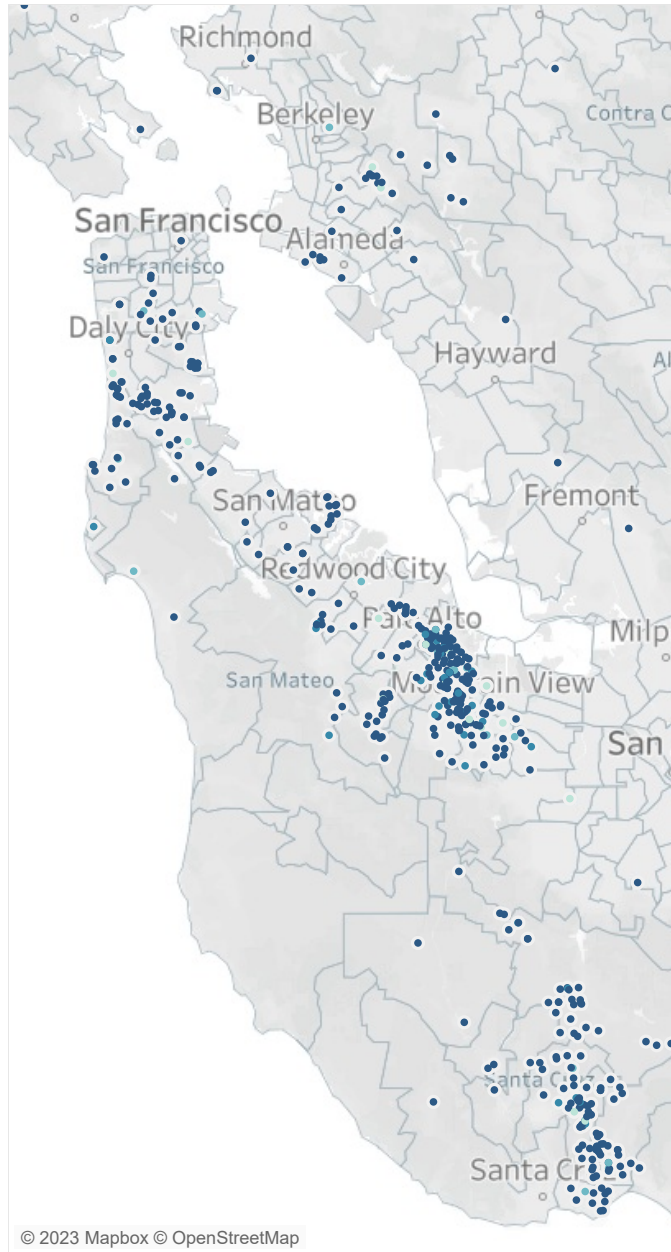 Richmond
Berkeley
Contra C
San Francisco
Alameda
San Francisco
Daly City
Al
Hayward
Fremont
San Mateo
Redwood City
Palo Alto
Milp
San Mateo
Mountain View
San
Santa Cruz
Santa Cruz
© 2023 Mapbox © OpenStreetMap